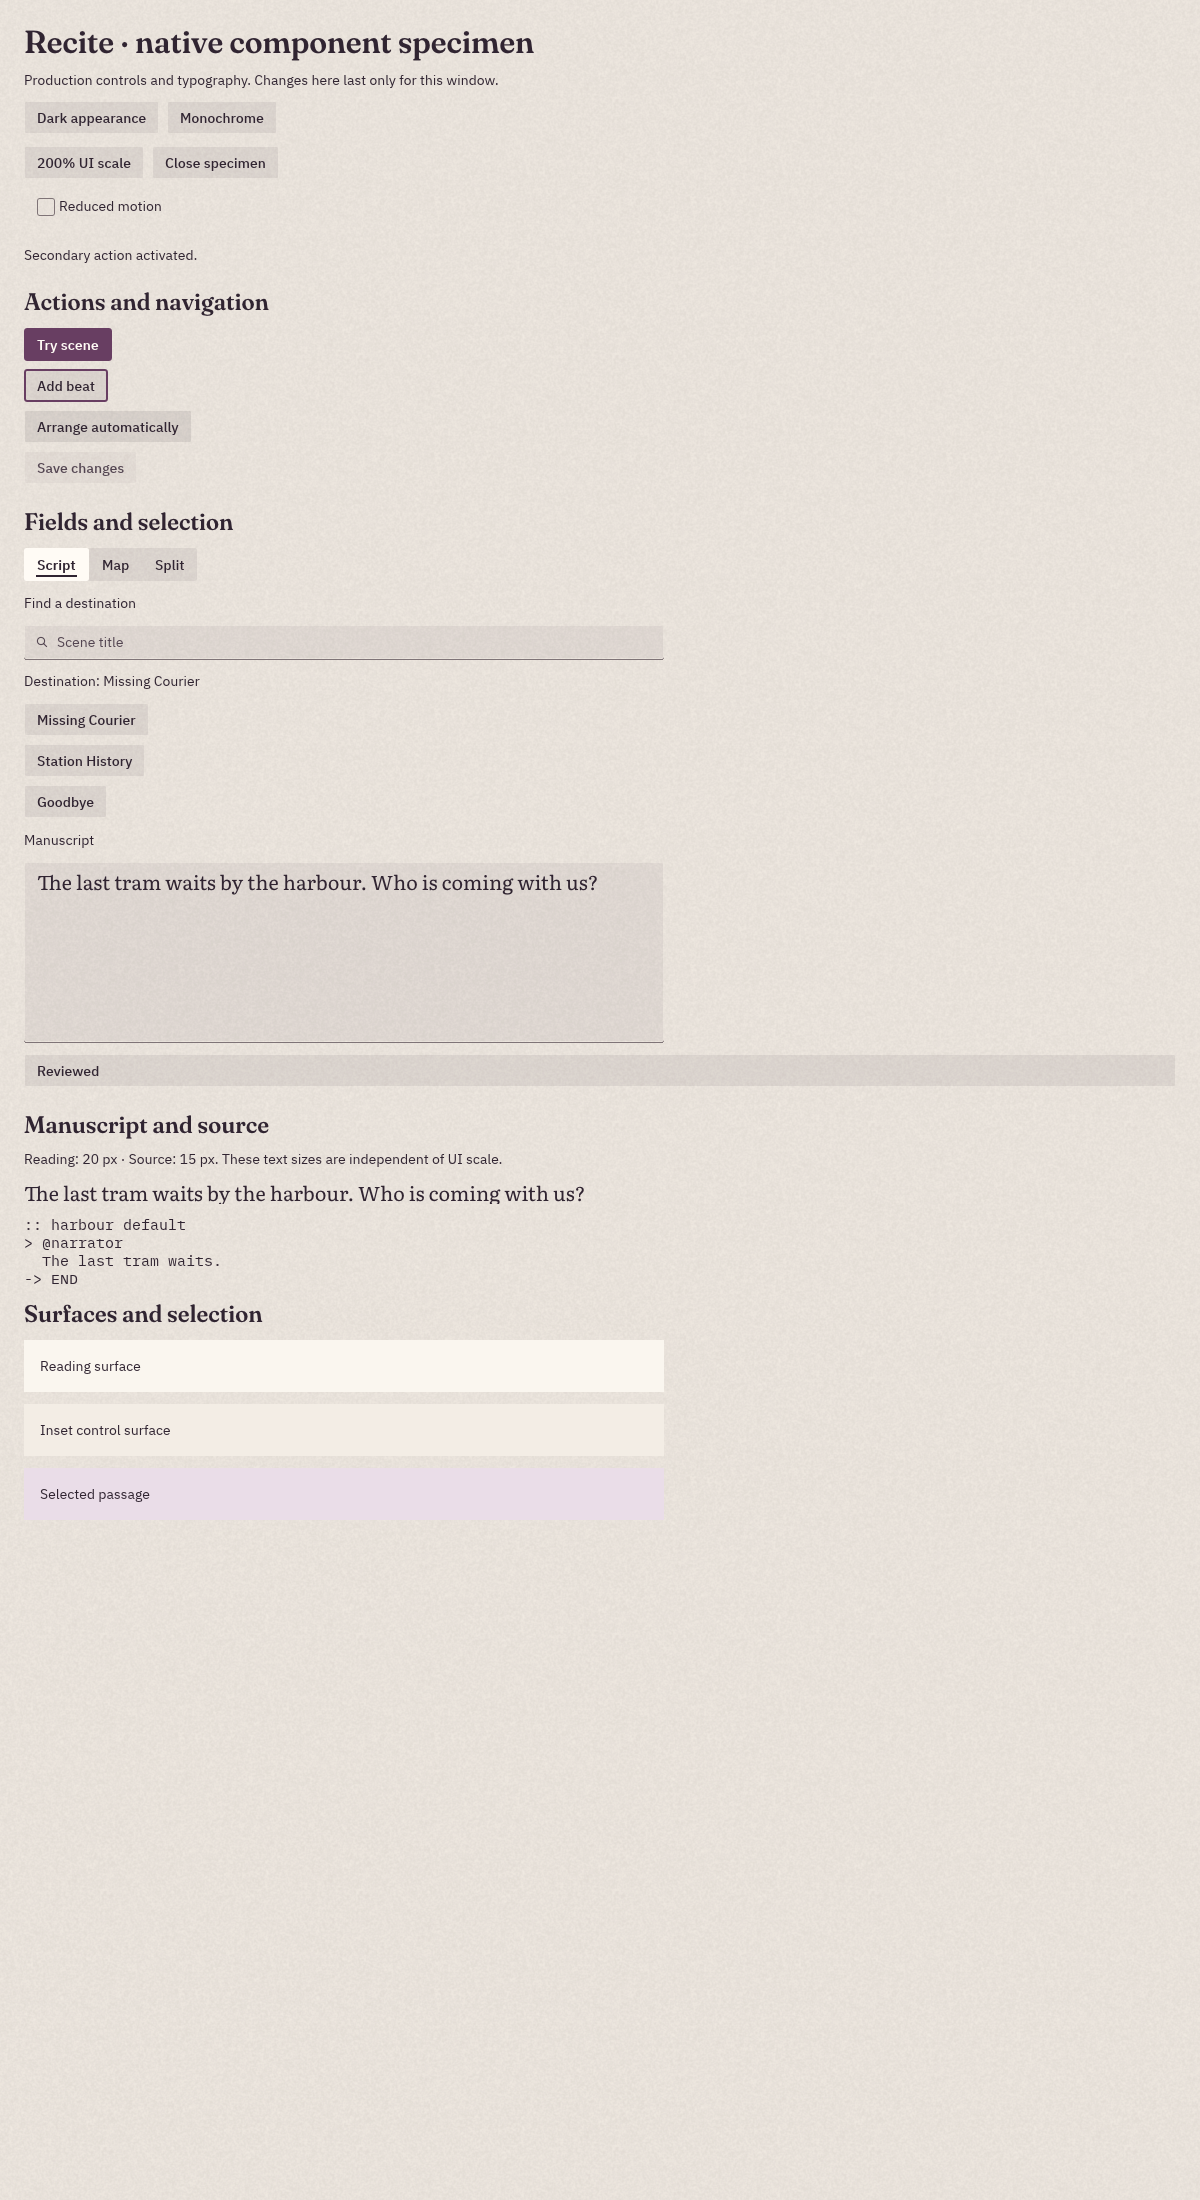 Recite · native component specimen
Production controls and typography. Changes here last only for this window.
Dark appearance Monochrome
200% UI scale Close specimen
Reduced motion
Secondary action activated.
Actions and navigation
Try scene
Add beat
Arrange automatically
Save changes
Fields and selection
Script Map Split
Find a destination
Scene title
Destination: Missing Courier
Missing Courier
Station History
Goodbye
Manuscript
The last tram waits by the harbour. Who is coming with us?
Reviewed
Manuscript and source
Reading: 20 px · Source: 15 px. These text sizes are independent of UI scale.
The last tram waits by the harbour. Who is coming with us?
:: harbour default
> @narrator
  The last tram waits.
-> END
Surfaces and selection
Reading surface
Inset control surface
Selected passage